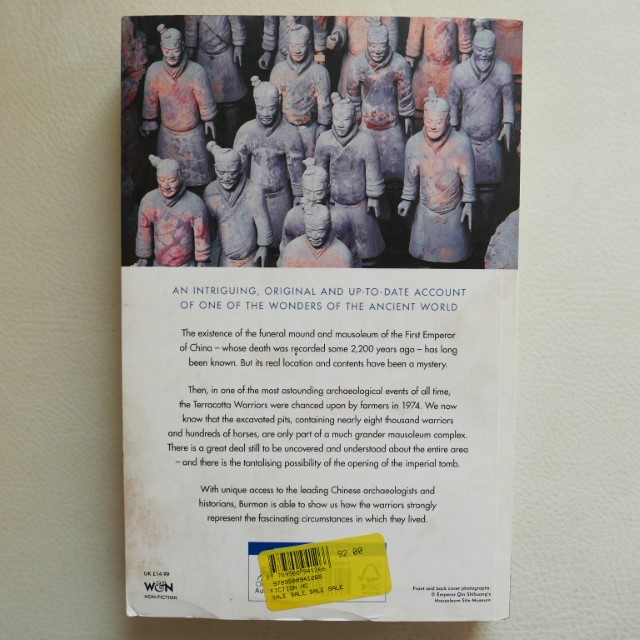 AN INTRIGUING, ORIGINAL AND UP-TO-DATE ACCOUNT
OF ONE OF THE WONDERS OF THE ANCIENT WORLD
The existence of the funeral mound and mausoleum of the First Emperor
of China – whose death was recorded some 2,200 years ago – has long
been known. But its real location and contents have been a mystery.
Then, in one of the most astounding archaeological events of all time,
the Terracotta Warriors were chanced upon by farmers in 1974. We now
know that the excavated pits, containing nearly eight thousand warriors
and hundreds of horses, are only part of a much grander mausoleum complex.
There is a great deal still to be uncovered and understood about the entire area
– and there is the tantalising possibility of the opening of the imperial tomb.
With unique access to the leading Chinese archaeologists and
historians, Burman is able to show us how the warriors strongly
represent the fascinating circumstances in which they lived.
UK £14.99
W&N
NON-FICTION
92 00
FICTION HC
SALE SALE SALE SALE
Front and back cover photographs:
© Emperor Qin Shihuang's
Mausoleum Site Museum